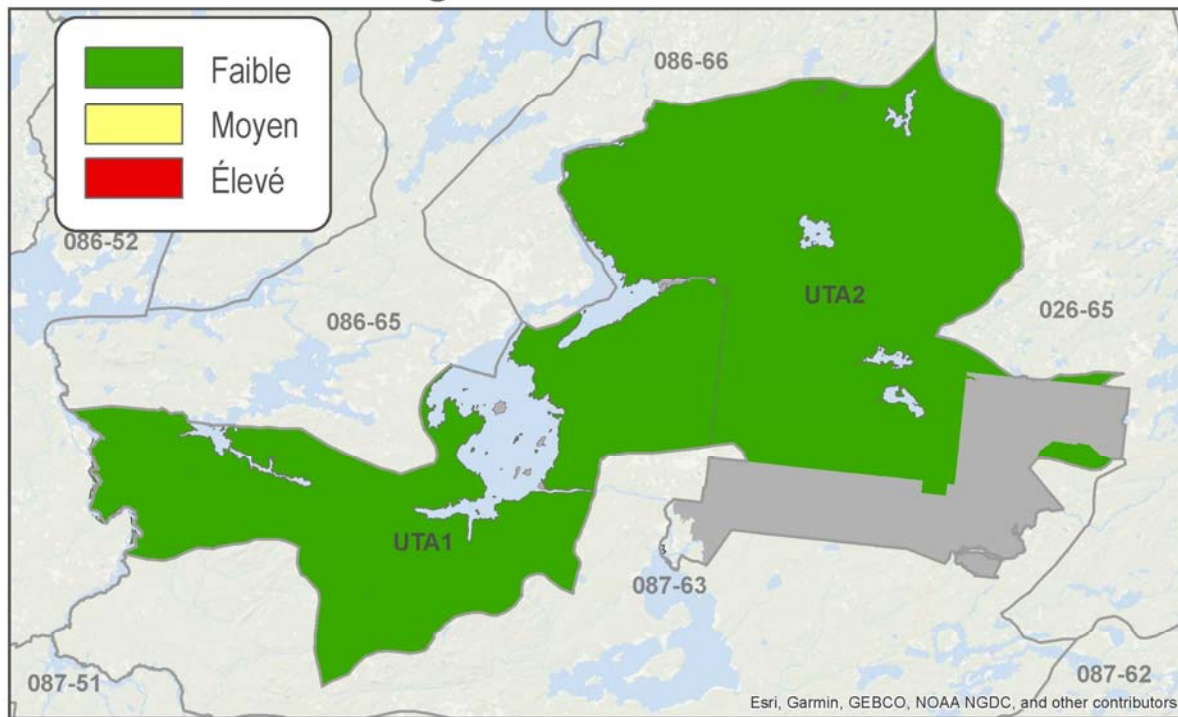 Faible
Moyen
Élevé
086-66
086-52
086-65
UTA2
026-65
UTA1
087-63
087-51
087-62
Esri, Garmin, GEBCO, NOAA NGDC, and other contributors